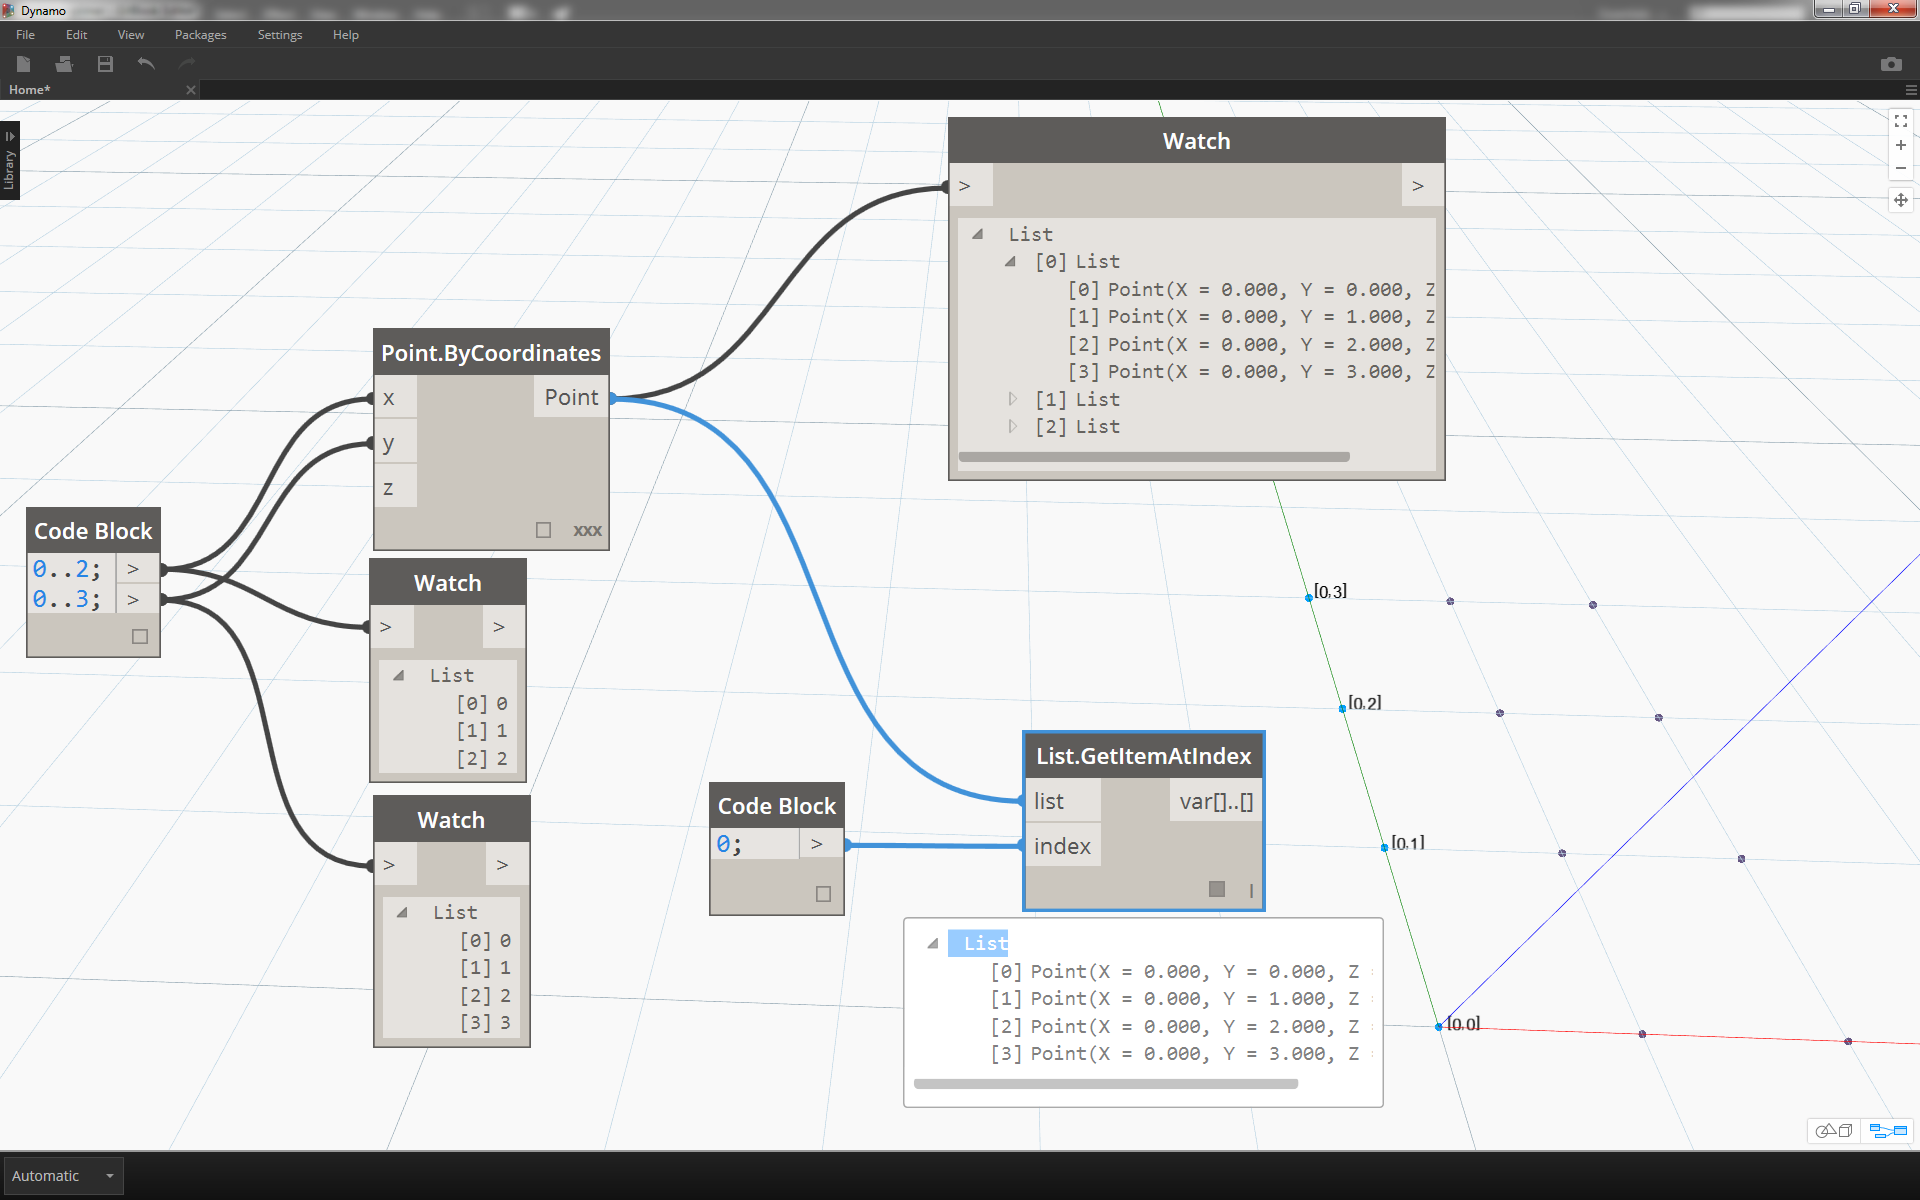 Dynamo
File Edit View Packages Settings Help
Home*
Library
Watch
> >
List
[0] List
[0] Point(X = 0.000, Y = 0.000, Z
[1] Point(X = 0.000, Y = 1.000, Z
[2] Point(X = 0.000, Y = 2.000, Z
[3] Point(X = 0.000, Y = 3.000, Z
[1] List
[2] List
Point.ByCoordinates
x Point
y
z
xxx
Code Block
0..2; >
0..3; >
Watch
> >
List
[0] 0
[1] 1
[2] 2
Watch
> >
List
[0] 0
[1] 1
[2] 2
[3] 3
Code Block
0; >
List.GetItemAtIndex
list var[]..[]
index
l
List
[0] Point(X = 0.000, Y = 0.000, Z
[1] Point(X = 0.000, Y = 1.000, Z
[2] Point(X = 0.000, Y = 2.000, Z
[3] Point(X = 0.000, Y = 3.000, Z
[0,3]
[0,2]
[0,1]
[0,0]
Automatic